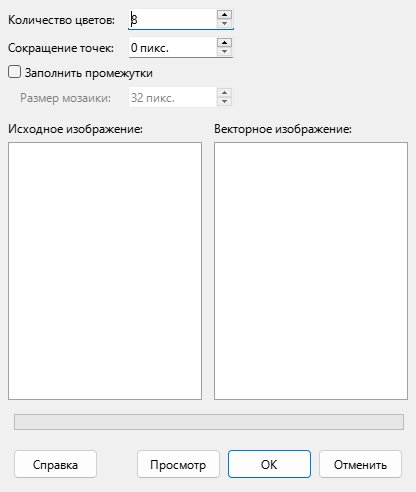 Количество цветов: 8
Сокращение точек: 0 пикс.
Заполнить промежутки
Размер мозаики: 32 пикс.
Исходное изображение: Векторное изображение:
Справка Просмотр ОК Отменить